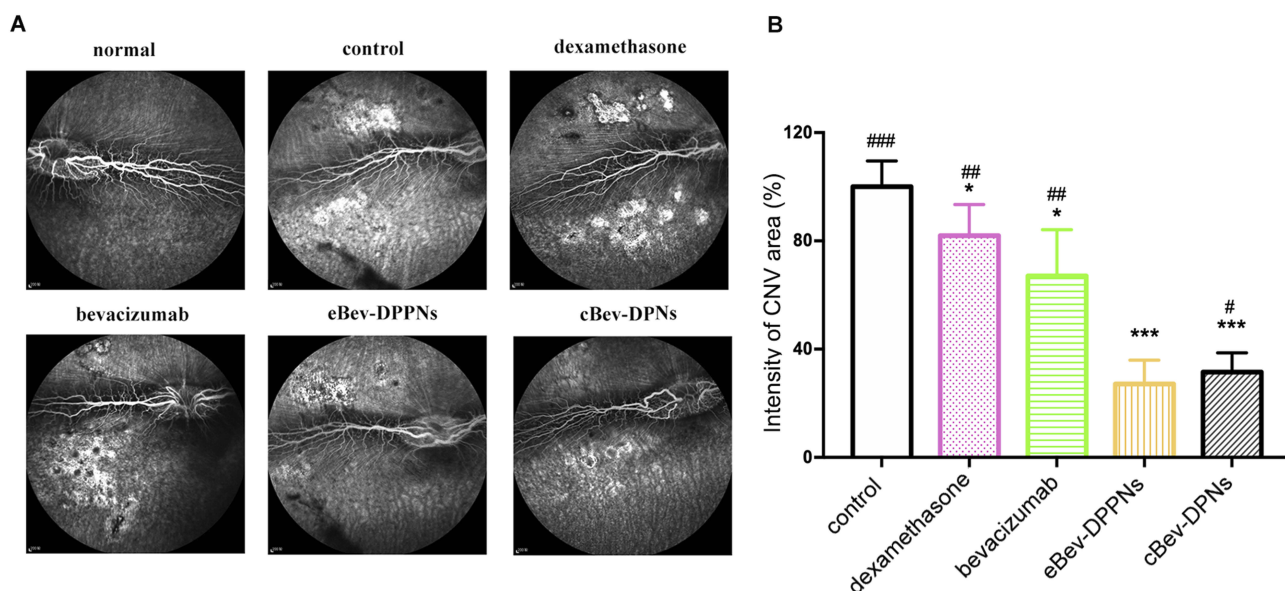 A
normal
control
dexamethasone
bevacizumab
eBev-DPPNs
cBev-DPNs
B
Intensity of CNV area (%)
120
80
40
0
###
##
*
##
*
***
#
***
control
dexamethasone
bevacizumab
eBev-DPPNs
cBev-DPNs